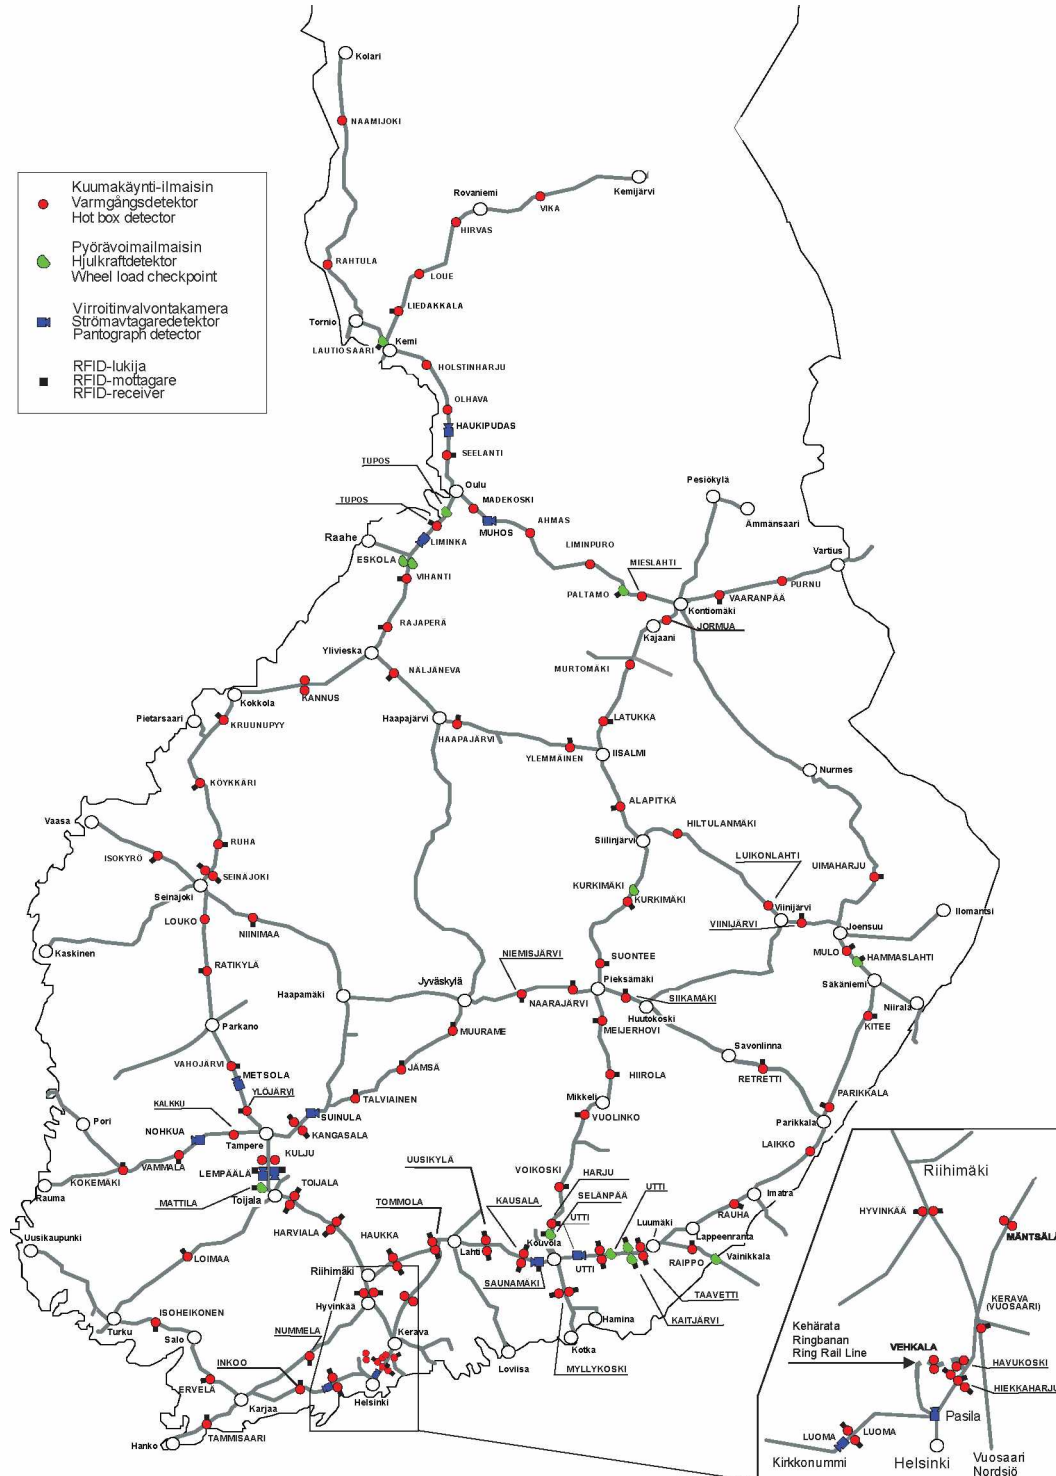 Kolari
NAAMIJOKI
Kuumakäynti-ilmaisin
Varmgångsdetektor
Hot box detector
Pyörävoimailmaisin
Hjulkraftdetektor
Wheel load checkpoint
Virroitinvalvontakamera
Strömavtagaredetektor
Pantograph detector
RFID-lukija
RFID-mottagare
RFID-receiver
Kemijärvi
Rovaniemi
VIKA
HIRVAS
RAHTULA
LOUE
LIEDAKKALA
Tornio
LAUTIOSAARI
Kemi
HOLSTINHARJU
OLHAVA
HAUKIPUDAS
SEELANTI
TUPOS
Oulu
TUPOS
MADEKOSKI
Pesiökylä
Ämmänsaari
MUHOS
AHMAS
Raahe
LIMINKA
ESKOLA
LIMINPURO
MIESLAHTI
Vartius
VIHANTI
PALTAMO
PURNU
VAARANPÄÄ
Kontiomäki
RAJAPERÄ
Kajaani
JORMUA
Ylivieska
NÄLJÄNEVA
MURTOMÄKI
KANNUS
Kokkola
Pietarsaari
KRUUNUPYY
Haapajärvi
HAAPAJÄRVI
LATUKKA
YLEMMÄINEN
IISALMI
Nurmes
KÖYKKÄRI
ALAPITKÄ
Vaasa
HILTULANMÄKI
Siilinjärvi
RUHA
ISOKYRÖ
LUIKONLAHTI
UIMAHARJU
SEINÄJOKI
Seinäjoki
KURKIMÄKI
KURKIMÄKI
Viinijärvi
VIINIJÄRVI
Ilomantsi
LOUKO
NIINIMAA
Joensuu
Kaskinen
MULO
HAMMASLAHTI
NIEMISJÄRVI
SUONTEE
RATIKYLÄ
Haapamäki
Jyväskylä
Pieksämäki
SIIKAMÄKI
Säkäniemi
NAARAJÄRVI
Huutokoski
Niirala
Parkano
MUURAME
MEIJERHOVI
KITEE
Savonlinna
VAHOJÄRVI
METSOLA
JÄMSÄ
HIIROLA
RETRETTI
YLÖJÄRVI
TALVIAINEN
Mikkeli
PARIKKALA
KALKKU
SUINULA
VUOLINKO
Parikkala
Pori
NOHKUA
Tampere
KANGASALA
LAIKKO
KULJU
VAMMALA
LEMPÄÄLÄ
UUSIKYLÄ
VOIKOSKI
HARJU
Riihimäki
KOKEMÄKI
Rauma
MATTILA
Toijala
TOIJALA
TOMMOLA
KAUSALA
SELÄNPÄÄ
UTTI
Imatra
UTTI
RAUHA
HYVINKÄÄ
Uusikaupunki
HARVIALA
HAUKKA
Luumäki
MÄNTSÄLÄ
Lahti
Kouvola
Lappeenranta
LOIMAA
SAUNAMÄKI
UTTI
RAIPPO
Vainikkala
Riihimäki
TAAVETTI
KERAVA
(VUOSAARI)
Hyvinkää
KAITJÄRVI
Kehärata
Ringbanan
Ring Rail Line
ISOHEIKONEN
Turku
Salo
NUMMELA
Kerava
Hamina
Kotka
VEHKALA
HAVUKOSKI
INKOO
Loviisa
MYLLYKOSKI
HIEKKAHARJU
ERVELÄ
Karjaa
Helsinki
Pasila
TAMMISAARI
LUOMA
LUOMA
Hanko
Kirkkonummi
Helsinki
Vuosaari
Nordsjö